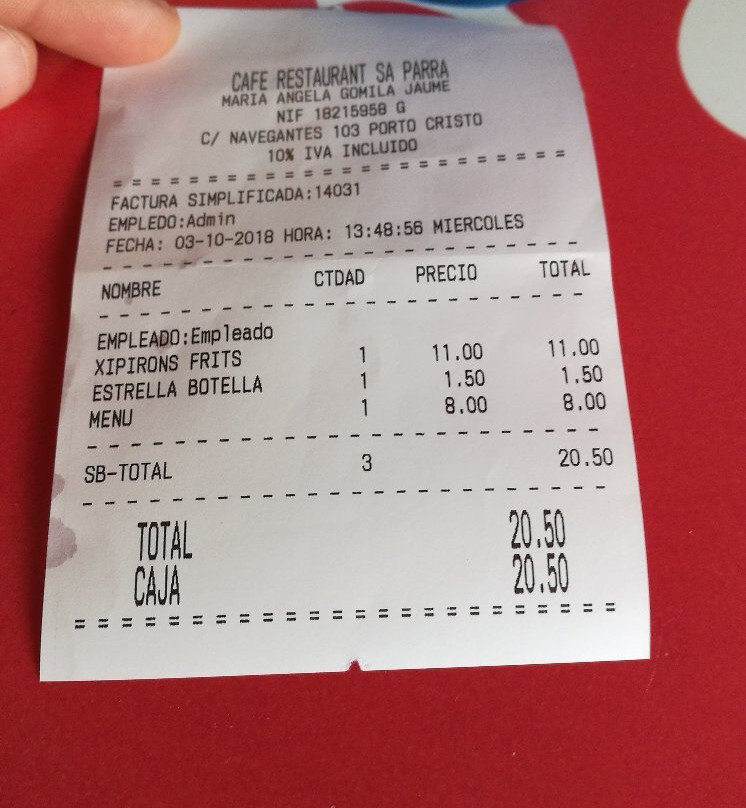 CAFE RESTAURANT SA PARRA
MARIA ANGELA GOMILA JAUME
NIF 18215958 G
C/ NAVEGANTES 103 PORTO CRISTO
10% IVA INCLUIDO
= = = = = = = = = = = = = = = = = = = = = = =
FACTURA SIMPLIFICADA:14031
EMPLEDO:Admin
FECHA: 03-10-2018 HORA: 13:48:56 MIERCOLES
- - - - - - - - - - - - - - - - - - - - - - -
NOMBRE CTDAD PRECIO TOTAL
- - - - - - - - - - - - - - - - - - - - - - -
EMPLEADO:Empleado
XIPIRONS FRITS 1 11.00 11.00
ESTRELLA BOTELLA 1 1.50 1.50
MENU 1 8.00 8.00
- - - - - - - - - - - - - - - - - - - - - - -
SB-TOTAL 3 20.50
- - - - - - - - - - - - - - - - - - - - - - -
TOTAL 20.50
CAJA 20.50
= = = = = = = = = = = = = = = = = = = = = = =